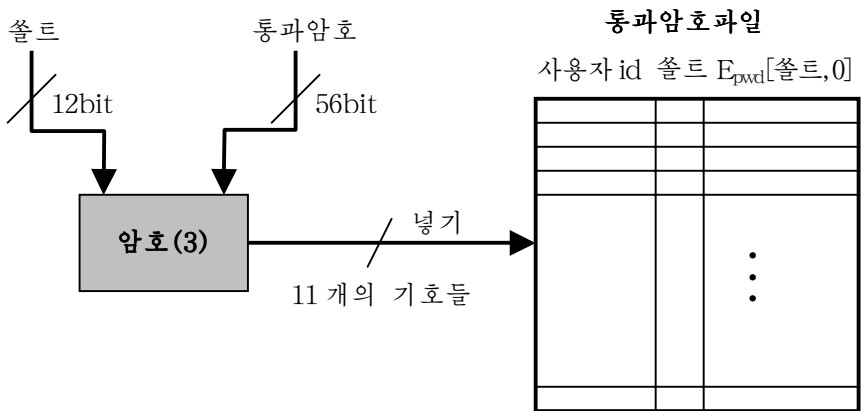 쏠트
통과암호
통과암호파일
사용자 id 쏠트 Epwd[쏠트,0]
12bit
56bit
암호(3)
넣기
11 개의 기호들